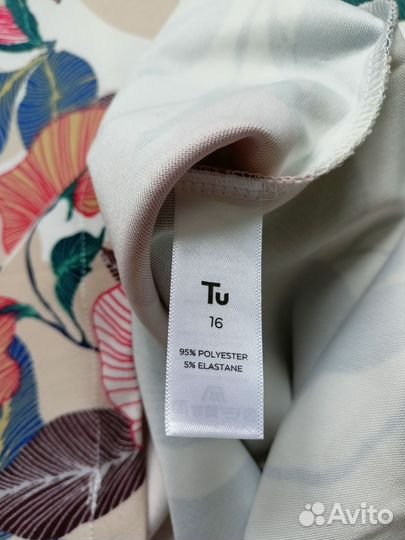 Tu
16
95% POLYESTER
5% ELASTANE
Avito